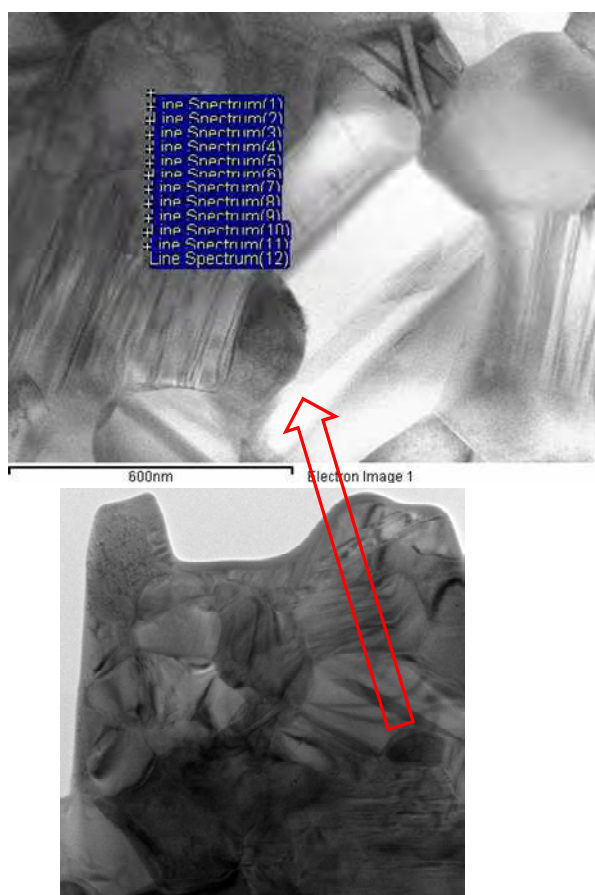 Line Spectrum(1)
Line Spectrum(2)
Line Spectrum(3)
Line Spectrum(4)
Line Spectrum(5)
Line Spectrum(6)
Line Spectrum(7)
Line Spectrum(8)
Line Spectrum(9)
Line Spectrum(10)
Line Spectrum(11)
Line Spectrum(12)
600nm Electron Image 1